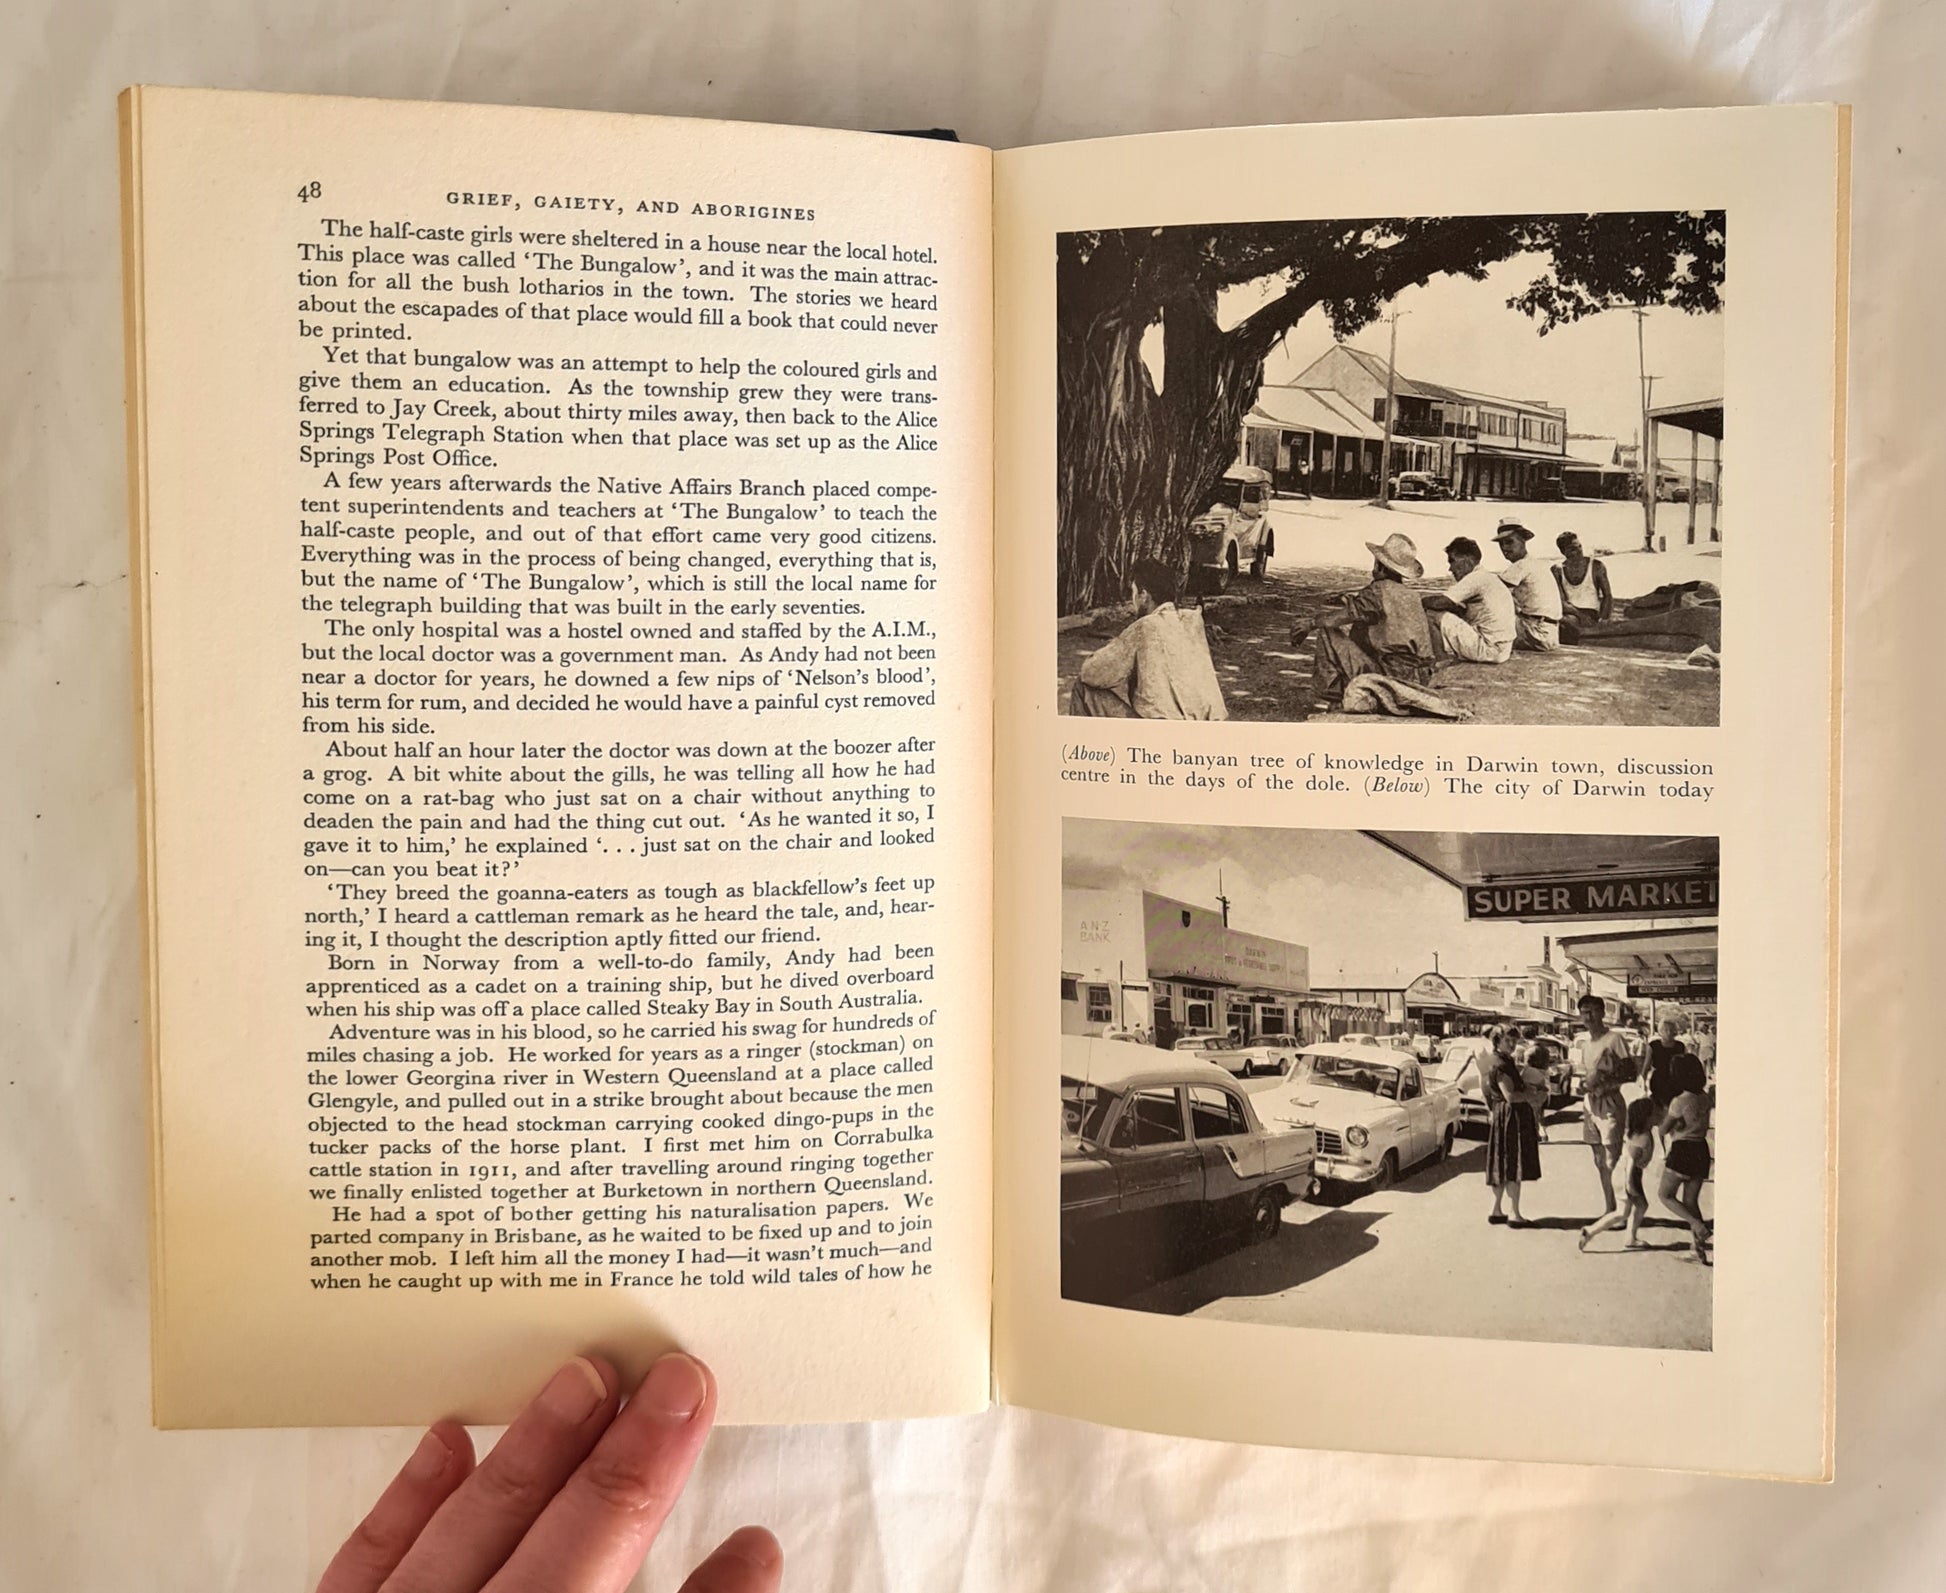 48
GRIEF, GAIETY, AND ABORIGINES
The half-caste girls were sheltered in a house near the local hotel.
This place was called ‘The Bungalow’, and it was the main attrac-
tion for all the bush lotharios in the town. The stories we heard
about the escapades of that place would fill a book that could never
be printed.
Yet that bungalow was an attempt to help the coloured girls and
give them an education. As the township grew they were trans-
ferred to Jay Creek, about thirty miles away, then back to the Alice
Springs Telegraph Station when that place was set up as the Alice
Springs Post Office.
A few years afterwards the Native Affairs Branch placed compe-
tent superintendents and teachers at ‘The Bungalow’ to teach the
half-caste people, and out of that effort came very good citizens.
Everything was in the process of being changed, everything that is,
but the name of ‘The Bungalow’, which is still the local name for
the telegraph building that was built in the early seventies.
The only hospital was a hostel owned and staffed by the A.I.M.,
but the local doctor was a government man. As Andy had not been
near a doctor for years, he downed a few nips of ‘Nelson’s blood’,
his term for rum, and decided he would have a painful cyst removed
from his side.
About half an hour later the doctor was down at the boozer after
a grog. A bit white about the gills, he was telling all how he had
come on a rat-bag who just sat on a chair without anything to
deaden the pain and had the thing cut out. ‘As he wanted it so, I
gave it to him,’ he explained ‘. . . just sat on the chair and looked
on—can you beat it?’
‘They breed the goanna-eaters as tough as blackfellow’s feet up
north,’ I heard a cattleman remark as he heard the tale, and, hear-
ing it, I thought the description aptly fitted our friend.
Born in Norway from a well-to-do family, Andy had been
apprenticed as a cadet on a training ship, but he dived overboard
when his ship was off a place called Steaky Bay in South Australia.
Adventure was in his blood, so he carried his swag for hundreds of
miles chasing a job. He worked for years as a ringer (stockman) on
the lower Georgina river in Western Queensland at a place called
Glengyle, and pulled out in a strike brought about because the men
objected to the head stockman carrying cooked dingo-pups in the
tucker packs of the horse plant. I first met him on Corrabulka
cattle station in 1911, and after travelling around ringing together
we finally enlisted together at Burketown in northern Queensland.
He had a spot of bother getting his naturalisation papers. We
parted company in Brisbane, as he waited to be fixed up and to join
another mob. I left him all the money I had—it wasn’t much—and
when he caught up with me in France he told wild tales of how he
(Above) The banyan tree of knowledge in Darwin town, discussion
centre in the days of the dole. (Below) The city of Darwin today
SUPER MARKET
ANZ
BANK